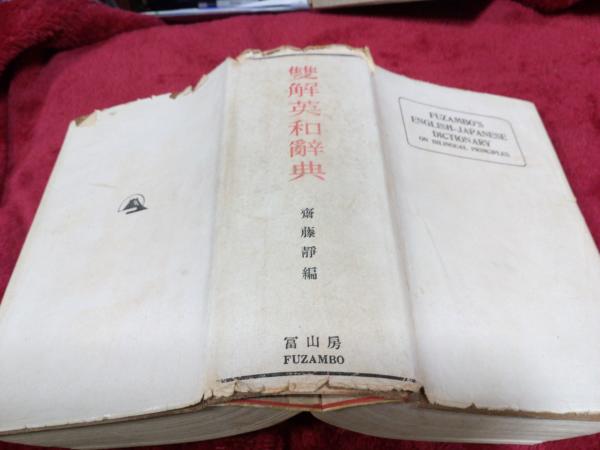 雙解英和辭典
齋藤靜編
冨山房
FUZAMBO
FUZAMBO'S
ENGLISH-JAPANESE
DICTIONARY
ON BILINGUAL PRINCIPLES